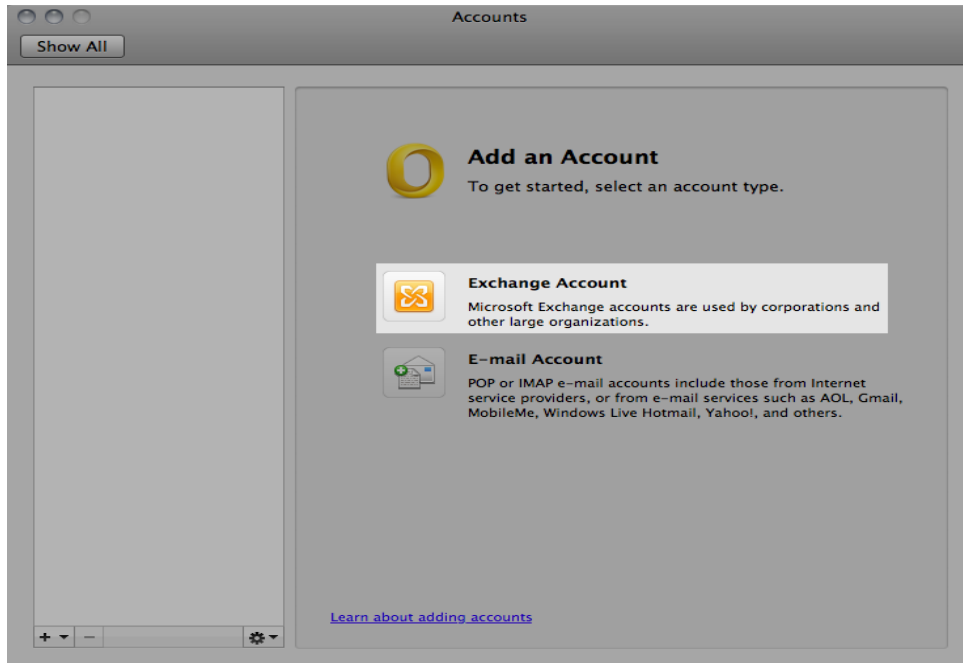 Accounts
Show All
Add an Account
To get started, select an account type.
Exchange Account
Microsoft Exchange accounts are used by corporations and
other large organizations.
E-mail Account
POP or IMAP e-mail accounts include those from Internet
service providers, or from e-mail services such as AOL, Gmail,
MobileMe, Windows Live Hotmail, Yahoo!, and others.
Learn about adding accounts